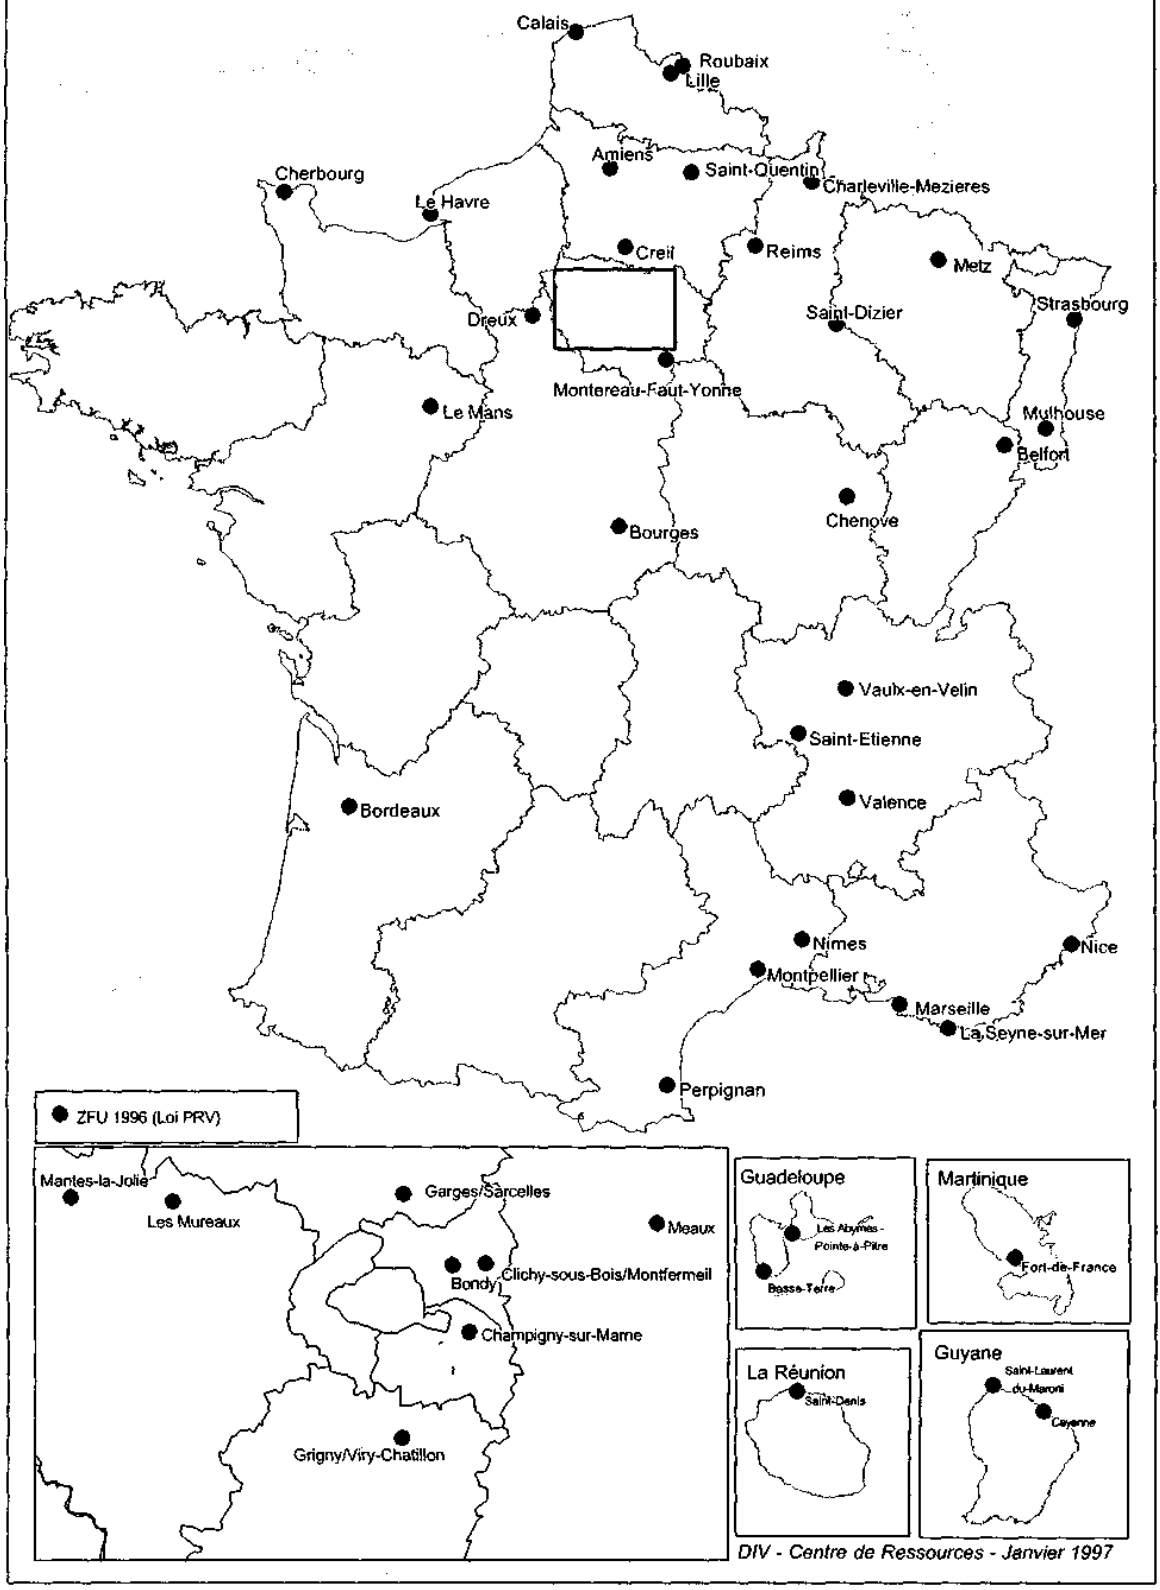 Calais
Roubaix
Lille
Amiens
Saint-Quentin
Charleville-Mezieres
Cherbourg
Le Havre
Creil
Reims
Metz
Strasbourg
Dreux
Saint-Dizier
Montereau-Faut-Yonne
Le Mans
Mulhouse
Belfort
Chenove
Bourges
Vaulx-en-Velin
Saint-Etienne
Valence
Bordeaux
Nimes
Nice
Montpellier
Marseille
La Seyne-sur-Mer
Perpignan
ZFU 1996 (Loi PRV)
Mantes-la-Jolie
Les Mureaux
Garges/Sarcelles
Meaux
Bondy
Clichy-sous-Bois/Montfermeil
Champigny-sur-Marne
Grigny/Viry-Chatillon
Guadeloupe
Les Abymes -
Pointe-à-Pitre
Basse-Terre
Martinique
Fort-de-France
La Réunion
Saint-Denis
Guyane
Saint-Laurent
du-Maroni
Cayenne
DIV - Centre de Ressources - Janvier 1997